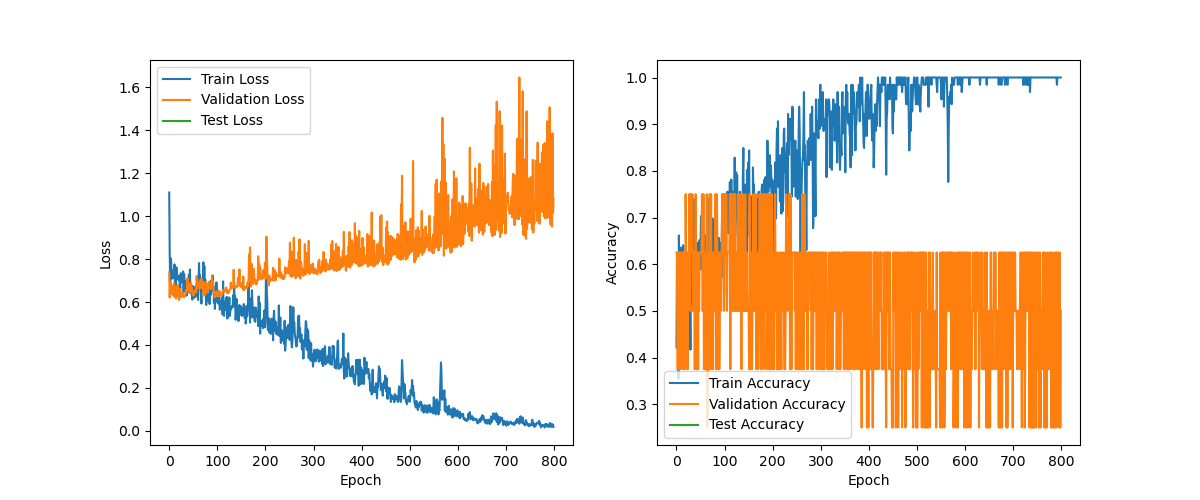 Train Loss
Validation Loss
Test Loss
Loss
1.6
1.4
1.2
1.0
0.8
0.6
0.4
0.2
0.0
0 100 200 300 400 500 600 700 800
Epoch
Accuracy
1.0
0.9
0.8
0.7
0.6
0.5
0.4
0.3
Train Accuracy
Validation Accuracy
Test Accuracy
0 100 200 300 400 500 600 700 800
Epoch